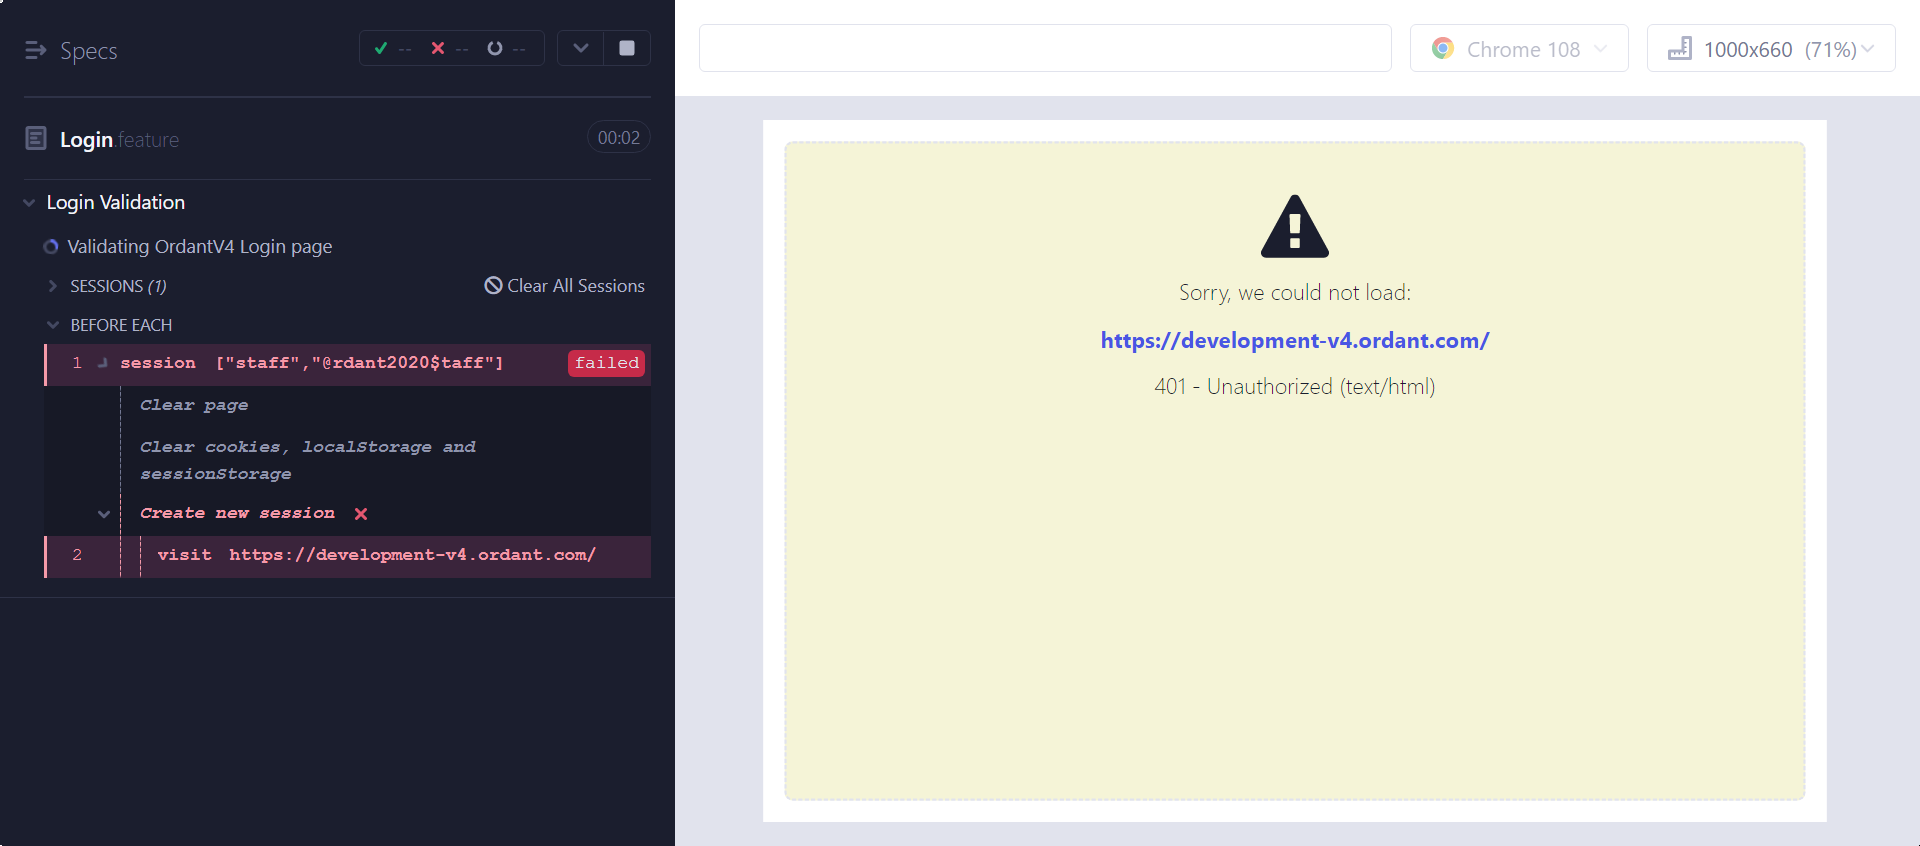 Specs
-- -- --
Chrome 108
1000x660 (71%)
Login.feature
00:02
Login Validation
Validating OrdantV4 Login page
SESSIONS (1)
Clear All Sessions
BEFORE EACH
1 session ["staff","@rdant2020$taff"] failed
Clear page
Clear cookies, localStorage and
sessionStorage
Create new session
2 visit https://development-v4.ordant.com/
Sorry, we could not load:
https://development-v4.ordant.com/
401 - Unauthorized (text/html)